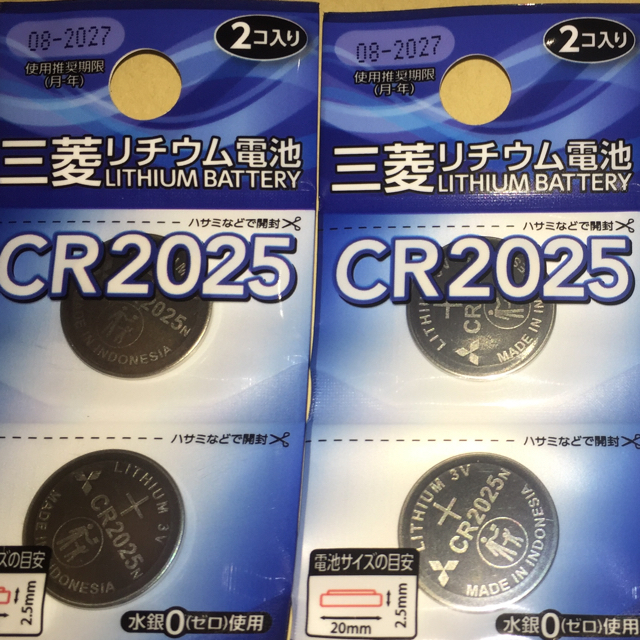 08-2027
使用推奨期限
(月-年)
2コ入り
三菱リチウム電池
LITHIUM BATTERY
ハサミなどで開封
CR2025
CR2025N
IN INDONESIA
ハサミなどで開封
LITHIUM 3V
+
CR2025N
MADE IN INDONESIA
ズの目安
2.5mm
水銀0(ゼロ)使用
08-2027
使用推奨期限
(月-年)
2コ入り
三菱リチウム電池
LITHIUM BATTERY
ハサミなどで開封
CR2025
LITHIUM
CR
MADE IN
ハサミなどで開封
LITHIUM 3V
+
CR2025N
MADE IN INDONESIA
電池サイズの目安
20mm
2.5mm
水銀0(ゼロ)使用